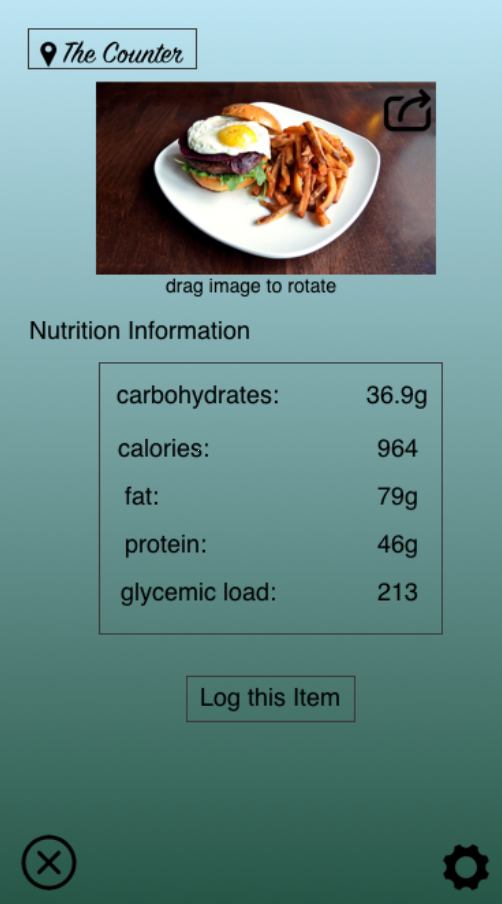 The Counter
drag image to rotate
Nutrition Information
carbohydrates: 36.9g
calories: 964
fat: 79g
protein: 46g
glycemic load: 213
Log this Item